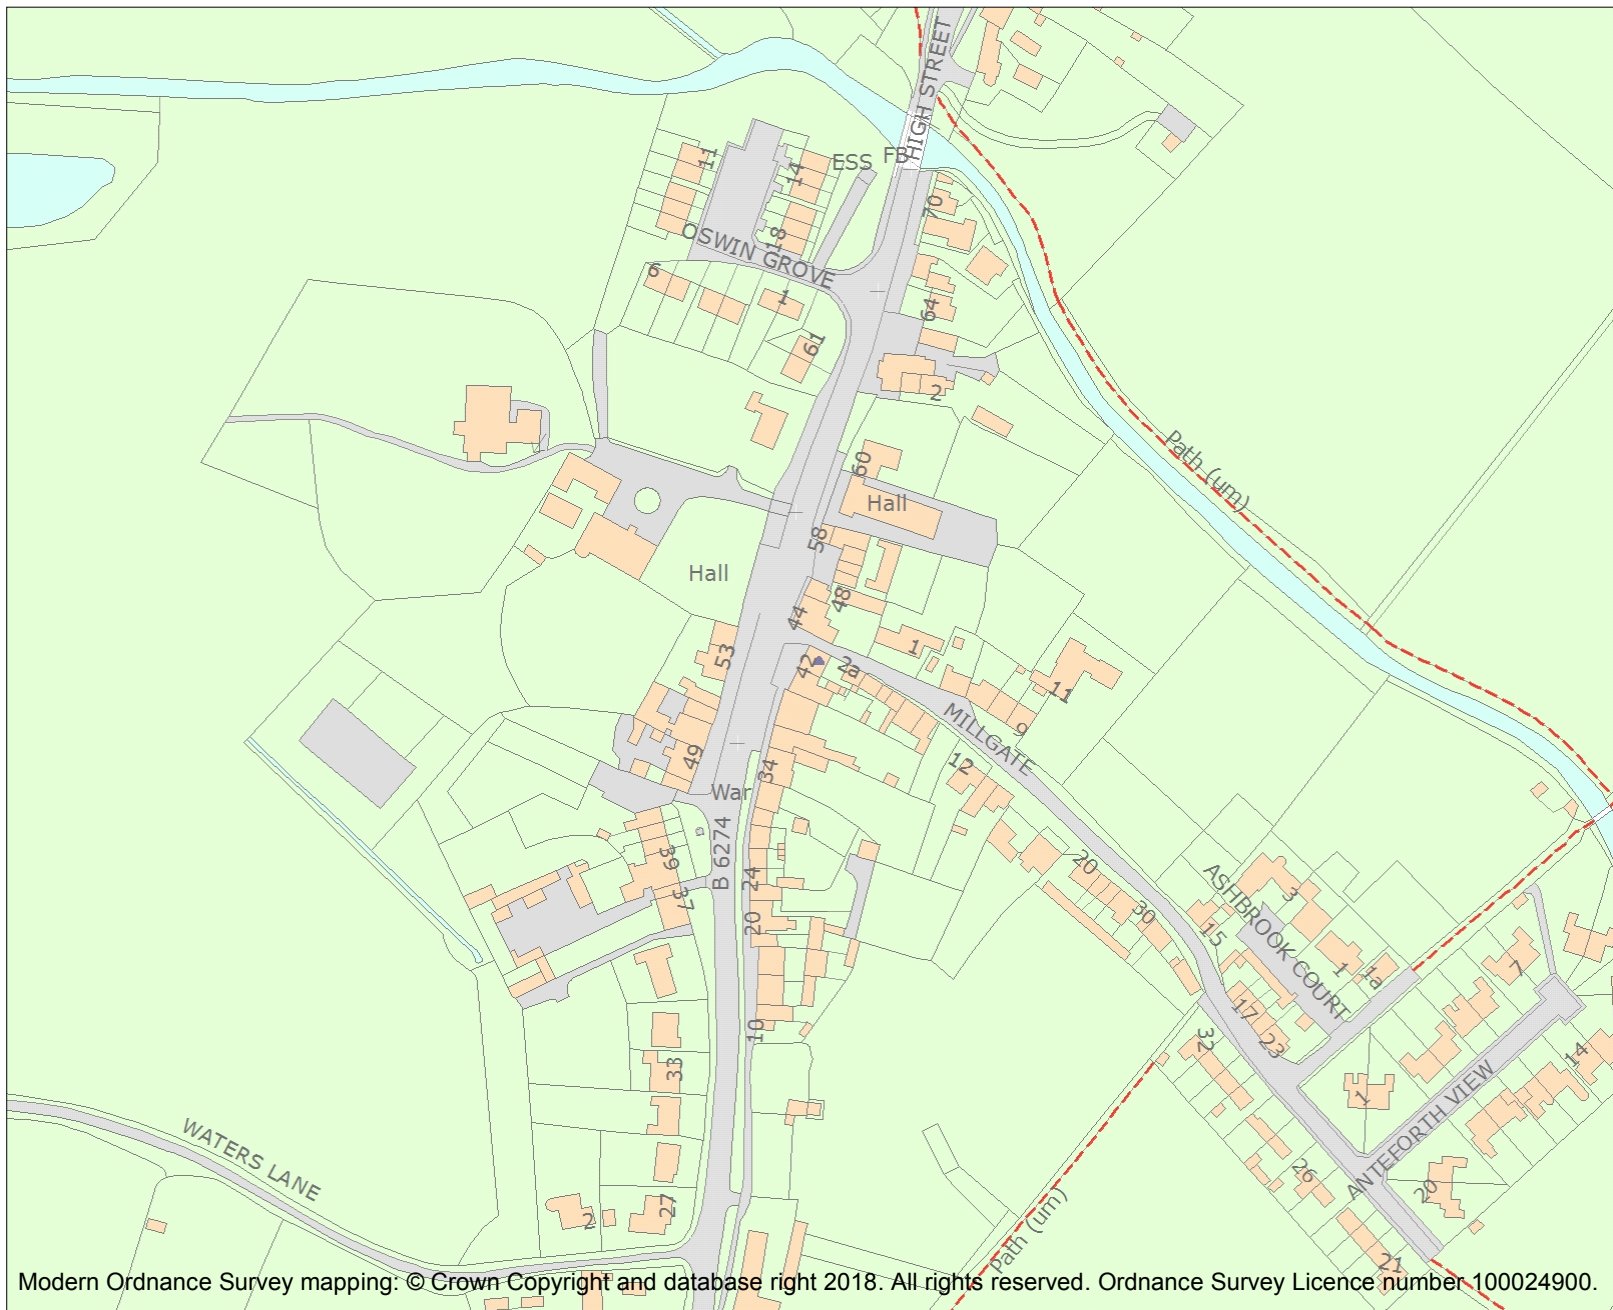 HIGH STREET
11
14
ESS
FB
70
OSWIN GROVE
18
6
1
64
61
2
60
Hall
Path (um)
58
Hall
48
44
53
42
2a
1
11
9
MILLGATE
12
49
34
War
B 6274
39
37
24
20
20
30
ASHBROOK COURT
3
15
1
1a
7
17
23
10
32
33
14
1
ANTEFORTH VIEW
WATERS LANE
26
20
27
2
Path (um)
21
Modern Ordnance Survey mapping: © Crown Copyright and database right 2018. All rights reserved. Ordnance Survey Licence number 100024900.